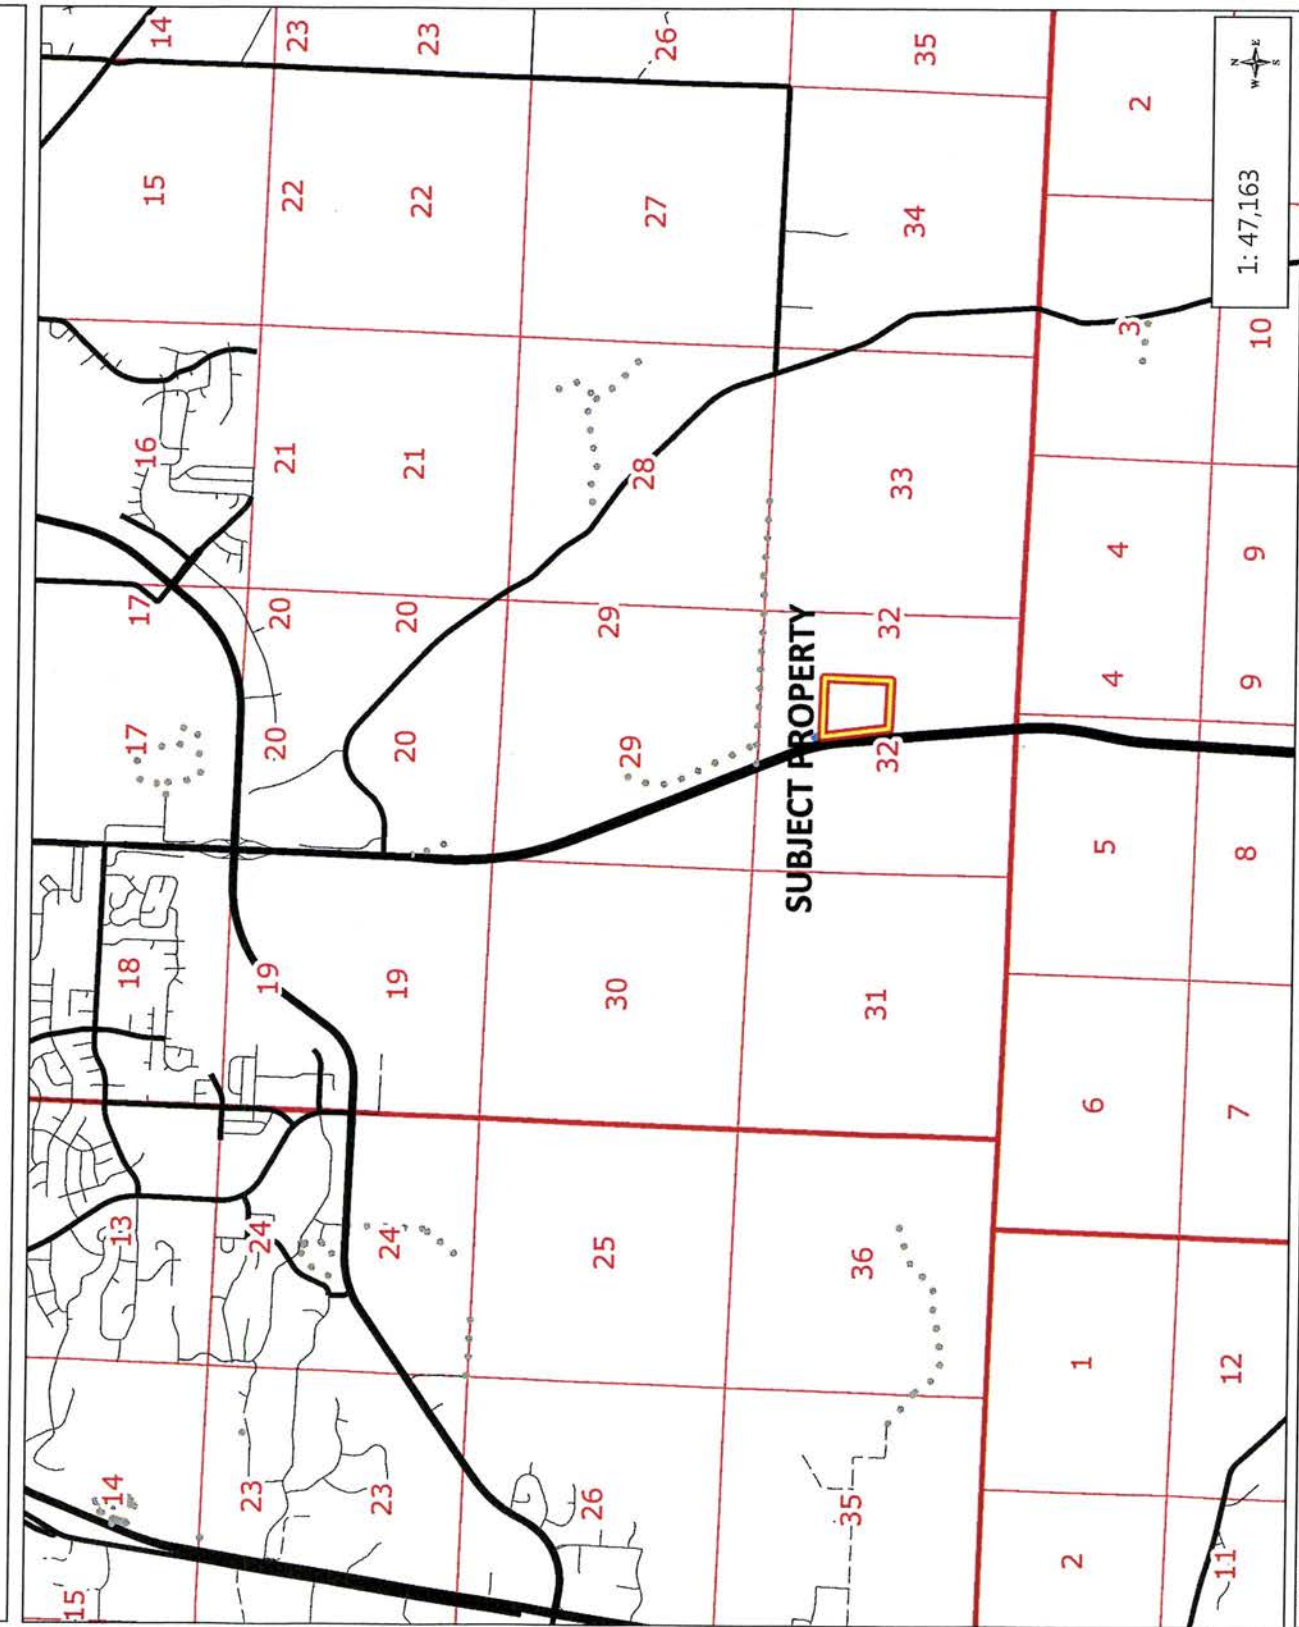 15 14 13 18 17 17 16 15 14
23 24 19 20 20 21 22 23
23 24 19 20 20 21 22 23
26 25 30 29 29 28 27 26
SUBJECT PROPERTY
35 36 31 32 32 33 34 35
2 1 6 5 4 4 3 2
11 12 7 8 9 9 10
1: 47,163
N
W E
S